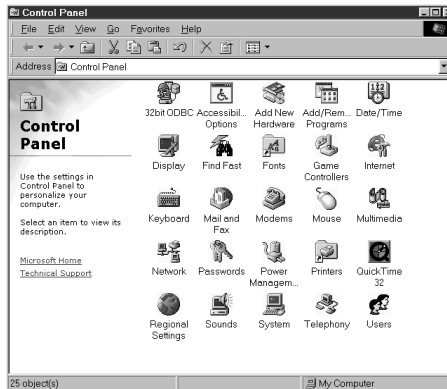 Control Panel
File Edit View Go Favorites Help
Address Control Panel
Control
Panel
Use the settings in
Control Panel to
personalize your
computer.
Select an item to view its
description.
Microsoft Home
Technical Support
32bit ODBC Accessibil... Add New Add/Rem... Date/Time
Options Hardware Programs
Display Find Fast Fonts Game Internet
Controllers
Keyboard Mail and Modems Mouse Multimedia
Fax
Network Passwords Power Printers QuickTime
Managem... 32
Regional Sounds System Telephony Users
Settings
25 object(s) My Computer